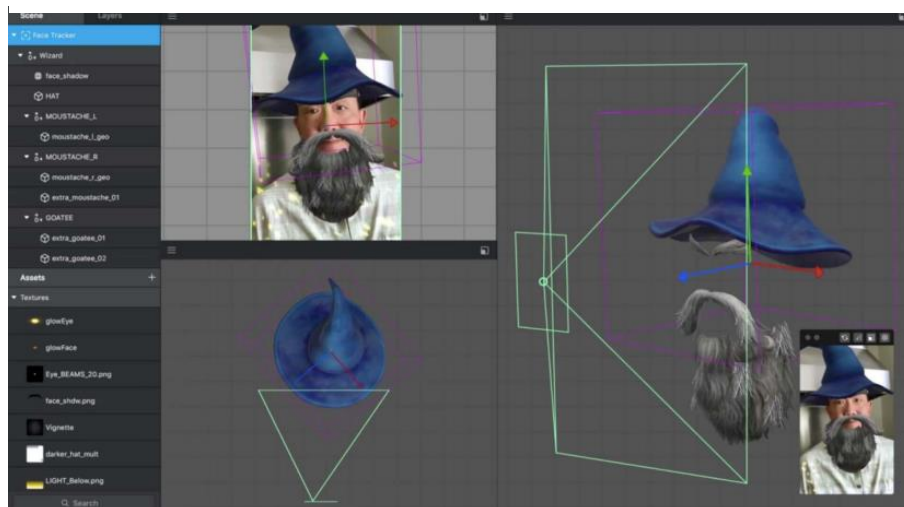 Scene Layers
Face Tracker
Wizard
face_shadow
HAT
MOUSTACHE_L
moustache_l_geo
MOUSTACHE_R
moustache_r_geo
extra_moustache_01
GOATEE
extra_goatee_01
extra_goatee_02
Assets +
Textures
glowEye
glowFace
Eye_BEAMS_20.png
face_shdw.png
Vignette
darker_hat_mult
LIGHT_Below.png
Search